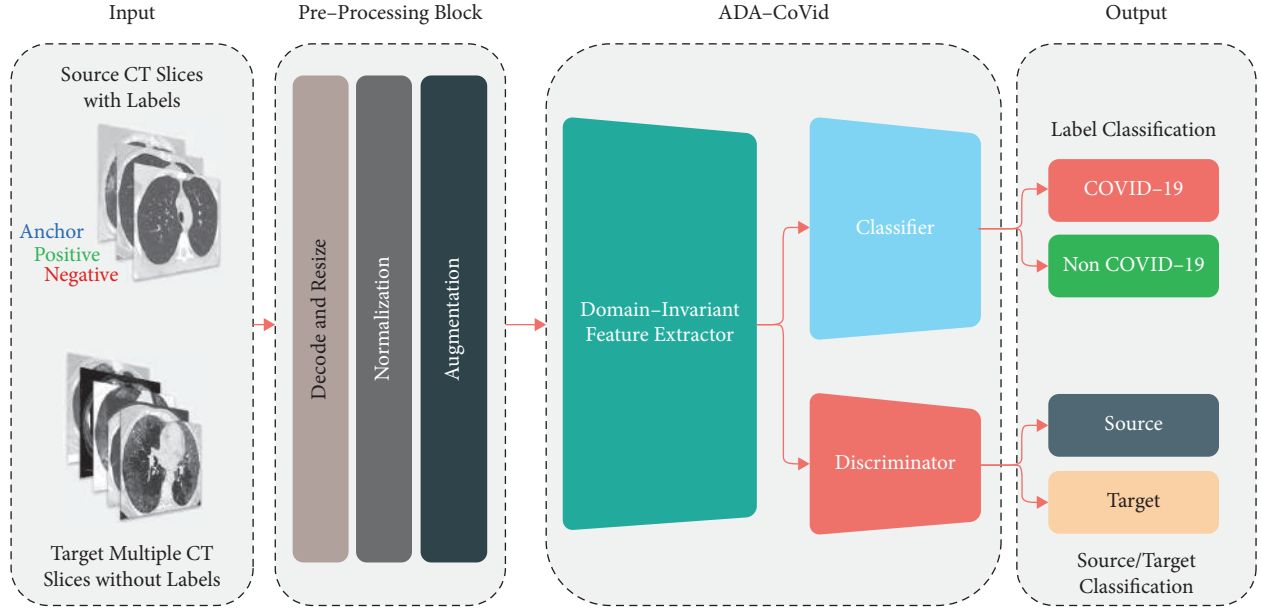 Input
Pre–Processing Block
ADA–CoVid
Output
Source CT Slices
with Labels
Anchor
Positive
Negative
Target Multiple CT
Slices without Labels
Decode and Resize
Normalization
Augmentation
Domain–Invariant
Feature Extractor
Classifier
Discriminator
Label Classification
COVID–19
Non COVID–19
Source
Target
Source/Target
Classification